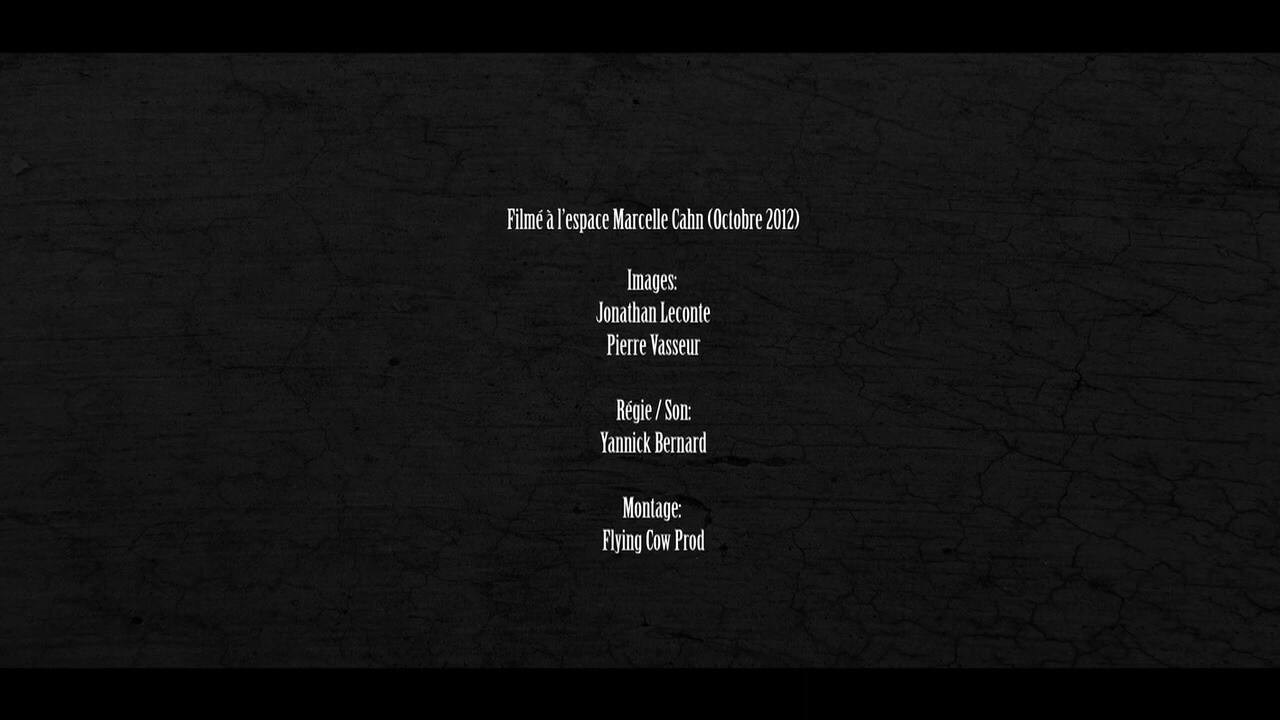 Filmé à l'espace Marcelle Cahn (Octobre 2012)
Images:
Jonathan Leconte
Pierre Vasseur
Régie / Son:
Yannick Bernard
Montage:
Flying Cow Prod